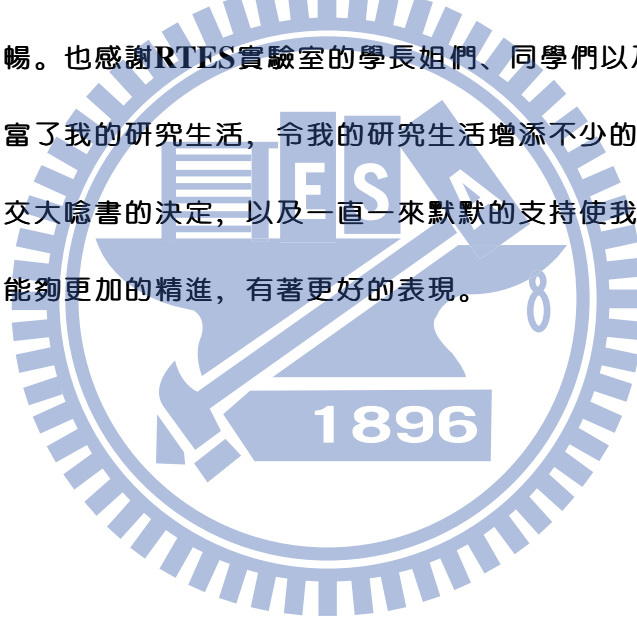 暢。也感謝RTES實驗室的學長姐們、同學們以
富了我的研究生活，令我的研究生活增添不少的
交大唸書的決定，以及一直一來默默的支持使我
能夠更加的精進，有著更好的表現。
E S A
8
1896